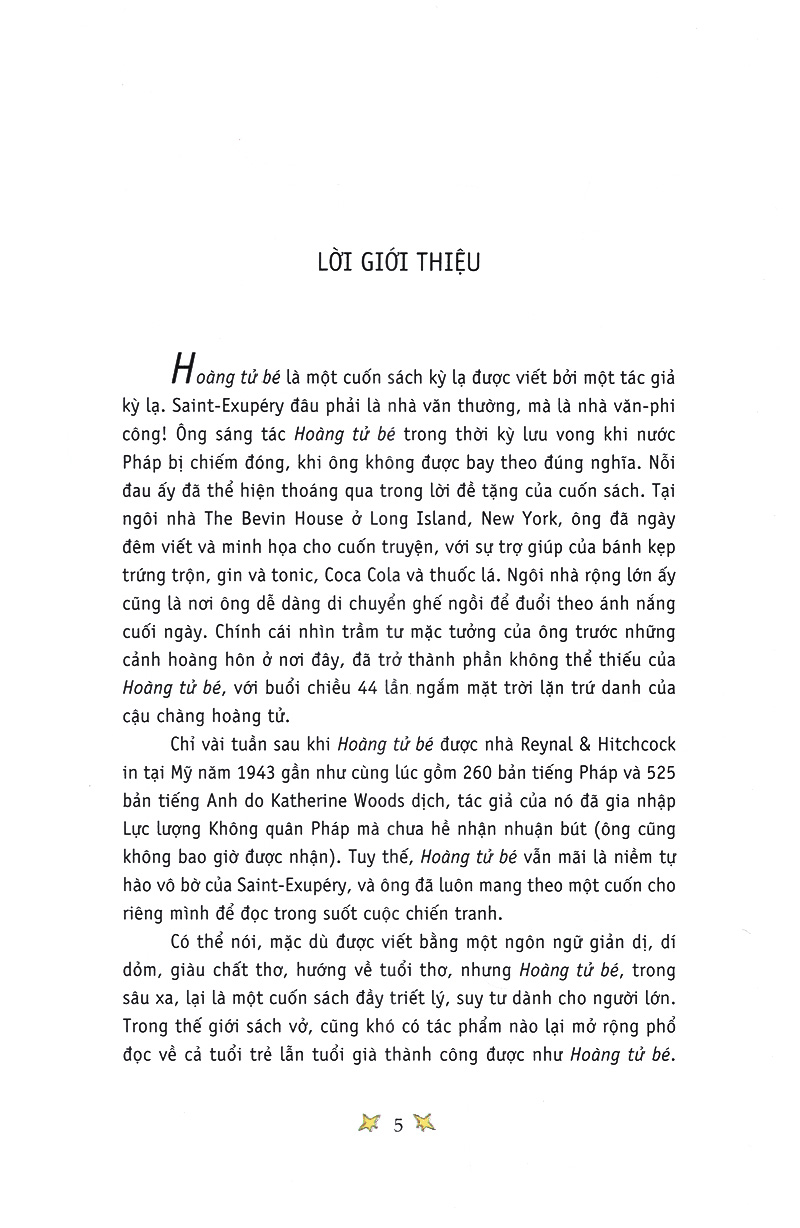 LỜI GIỚI THIỆU
Hoàng tử bé là một cuốn sách kỳ lạ được viết bởi một tác giả
kỳ lạ. Saint-Exupéry đâu phải là nhà văn thường, mà là nhà văn-phi
công! Ông sáng tác Hoàng tử bé trong thời kỳ lưu vong khi nước
Pháp bị chiếm đóng, khi ông không được bay theo đúng nghĩa. Nỗi
đau ấy đã thể hiện thoáng qua trong lời đề tặng của cuốn sách. Tại
ngôi nhà The Bevin House ở Long Island, New York, ông đã ngày
đêm viết và minh họa cho cuốn truyện, với sự trợ giúp của bánh kẹp
trứng trộn, gin và tonic, Coca Cola và thuốc lá. Ngôi nhà rộng lớn ấy
cũng là nơi ông dễ dàng di chuyển ghế ngồi để đuổi theo ánh nắng
cuối ngày. Chính cái nhìn trầm tư mặc tưởng của ông trước những
cảnh hoàng hôn ở nơi đây, đã trở thành phần không thể thiếu của
Hoàng tử bé, với buổi chiều 44 lần ngắm mặt trời lặn trứ danh của
cậu chàng hoàng tử.
Chỉ vài tuần sau khi Hoàng tử bé được nhà Reynal & Hitchcock
in tại Mỹ năm 1943 gần như cùng lúc gồm 260 bản tiếng Pháp và 525
bản tiếng Anh do Katherine Woods dịch, tác giả của nó đã gia nhập
Lực lượng Không quân Pháp mà chưa hề nhận nhuận bút (ông cũng
không bao giờ được nhận). Tuy thế, Hoàng tử bé vẫn mãi là niềm tự
hào vô bờ của Saint-Exupéry, và ông đã luôn mang theo một cuốn cho
riêng mình để đọc trong suốt cuộc chiến tranh.
Có thể nói, mặc dù được viết bằng một ngôn ngữ giản dị, dí
dỏm, giàu chất thơ, hướng về tuổi thơ, nhưng Hoàng tử bé, trong
sâu xa, lại là một cuốn sách đầy triết lý, suy tư dành cho người lớn.
Trong thế giới sách vở, cũng khó có tác phẩm nào lại mở rộng phổ
đọc về cả tuổi trẻ lẫn tuổi già thành công được như Hoàng tử bé.
5